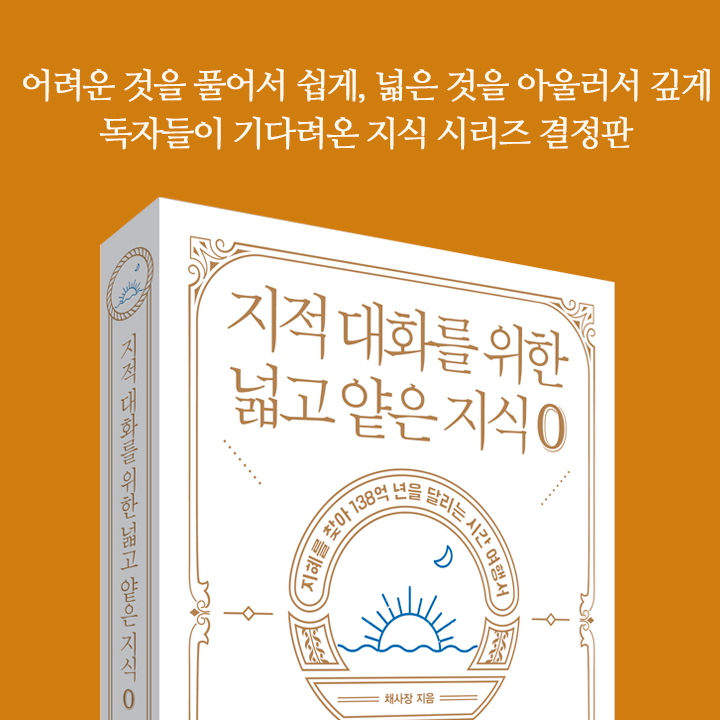 어려운 것을 풀어서 쉽게, 넓은 것을 아울러서 깊게
독자들이 기다려온 지식 시리즈 결정판
지적 대화를 위한
넓고 얕은 지식 0
지혜를 찾아 138억 년을 달리는 시간 여행서
채사장 지음
지적 대화를 위한 넓고 얕은 지식 0